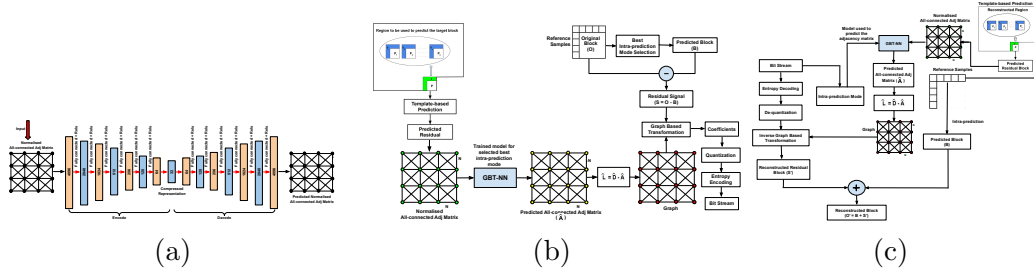 Input
Normalised
All-connected Adj Matrix
Compressor
Representation
Encode
Decode
Predicted Normalised
All-connected Adj Matrix
(a)
Region to be used to predict the target block
Template-based
Prediction
Predicted
Residual
Normalised
All-connected Adj Matrix
N
N
Trained model for
selected best
intra-prediction
mode
GBT-NN
Predicted All-connected Adj Matrix
(Â)
N
N
L̃ = D̃ - Ã
Graph
Reference
Samples
Original
Block
(O)
Best
Intra-prediction
Mode Selection
Predicted Block
(B)
Residual Signal
(S = O - B)
Graph Based
Transformation
Coefficients
Quantization
Entropy
Encoding
Bit Stream
(b)
Template-based Prediction
Reconstructed Region
Predicted
Residual Block
Normalised
All-connected Adj Matrix
Model used to
predict the
adjacency matrix
GBT-NN
Predicted
All-connected Adj
Matrix (Â)
L̃ = D̃ - Ã
Graph
Reference Samples
Bit Stream
Entropy Decoding
De-quantization
Intra-prediction Mode
Inverse Graph Based
Transformation
Reconstructed Residual
Block (S')
Intra-prediction
Predicted Block
(B)
Reconstructed Block
(O' = B + S')
(c)